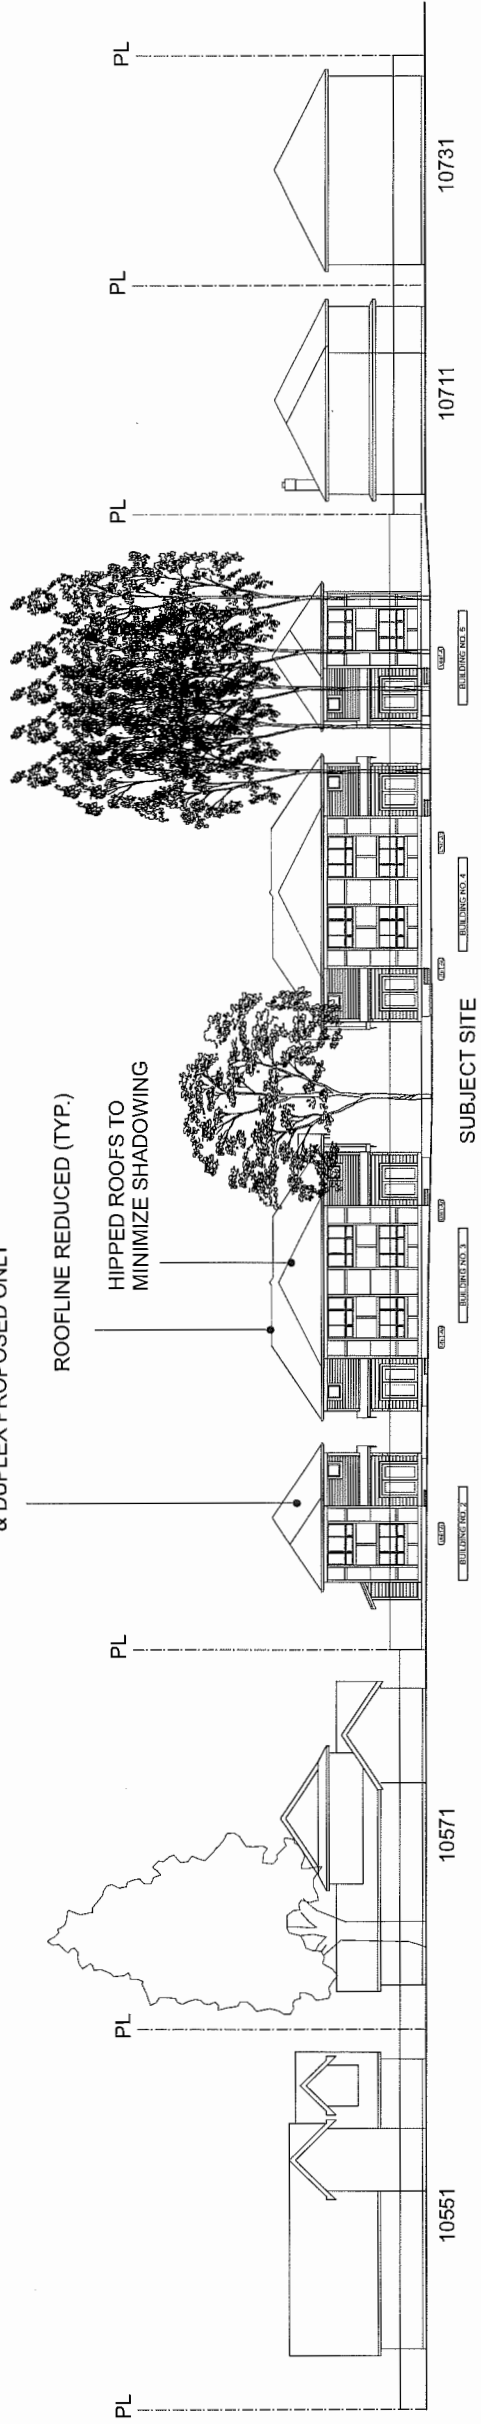 & DUPLEX PROPOSED ONLY
ROOFLINE REDUCED (TYP.)
HIPPED ROOFS TO
MINIMIZE SHADOWING
PL
PL
PL
PL
PL
PL
BUILDING NO. 2
BUILDING NO. 3
BUILDING NO. 4
BUILDING NO. 5
10551
10571
SUBJECT SITE
10711
10731